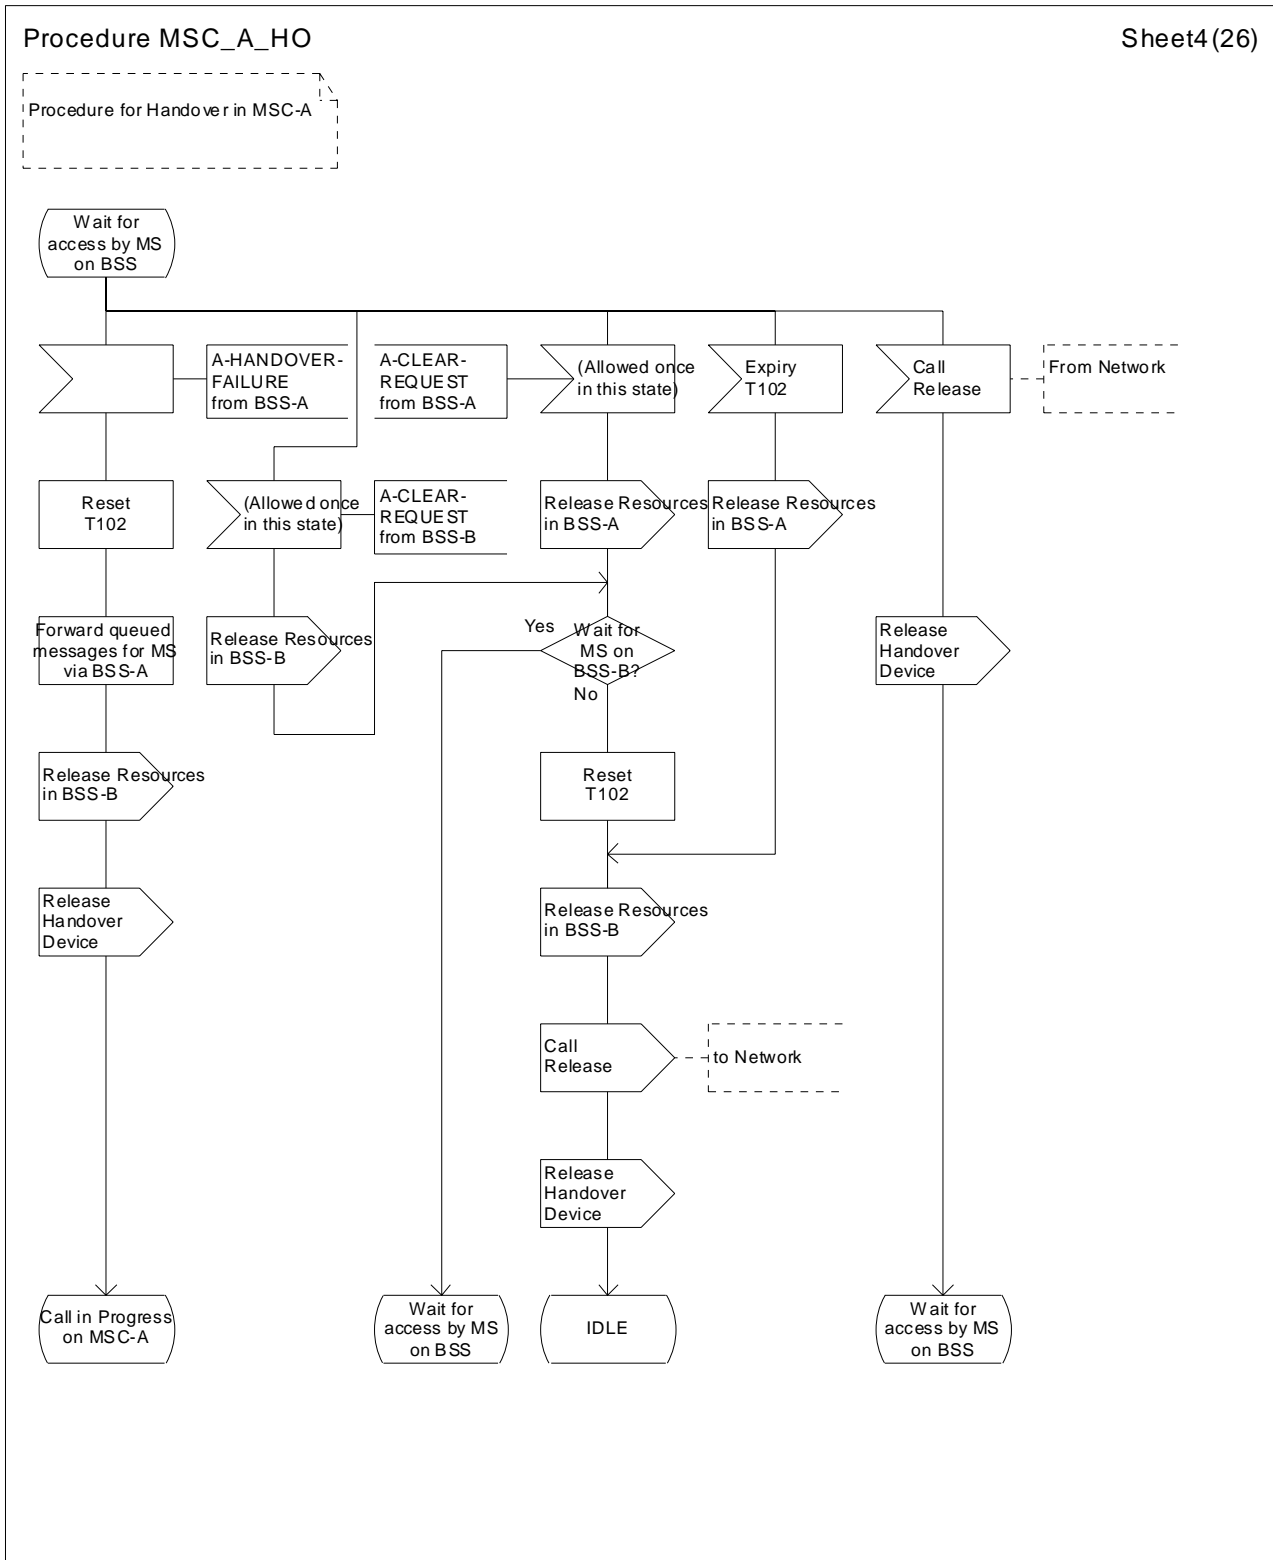 Procedure MSC_A_HO
Sheet4(26)
Procedure for Handover in MSC-A
Wait for
access by MS
on BSS
A-HANDOVER-
FAILURE
from BSS-A
A-CLEAR-
REQUEST
from BSS-A
(Allowed once
in this state)
Expiry
T102
Call
Release
From Network
Reset
T102
(Allowed once
in this state)
A-CLEAR-
REQUEST
from BSS-B
Release Resources
in BSS-A
Release Resources
in BSS-A
Forward queued
messages for MS
via BSS-A
Release Resources
in BSS-B
Yes
Wait for
MS on
BSS-B?
No
Release
Handover
Device
Release Resources
in BSS-B
Reset
T102
Release
Handover
Device
Release Resources
in BSS-B
Call
Release
to Network
Release
Handover
Device
Call in Progress
on MSC-A
Wait for
access by MS
on BSS
IDLE
Wait for
access by MS
on BSS